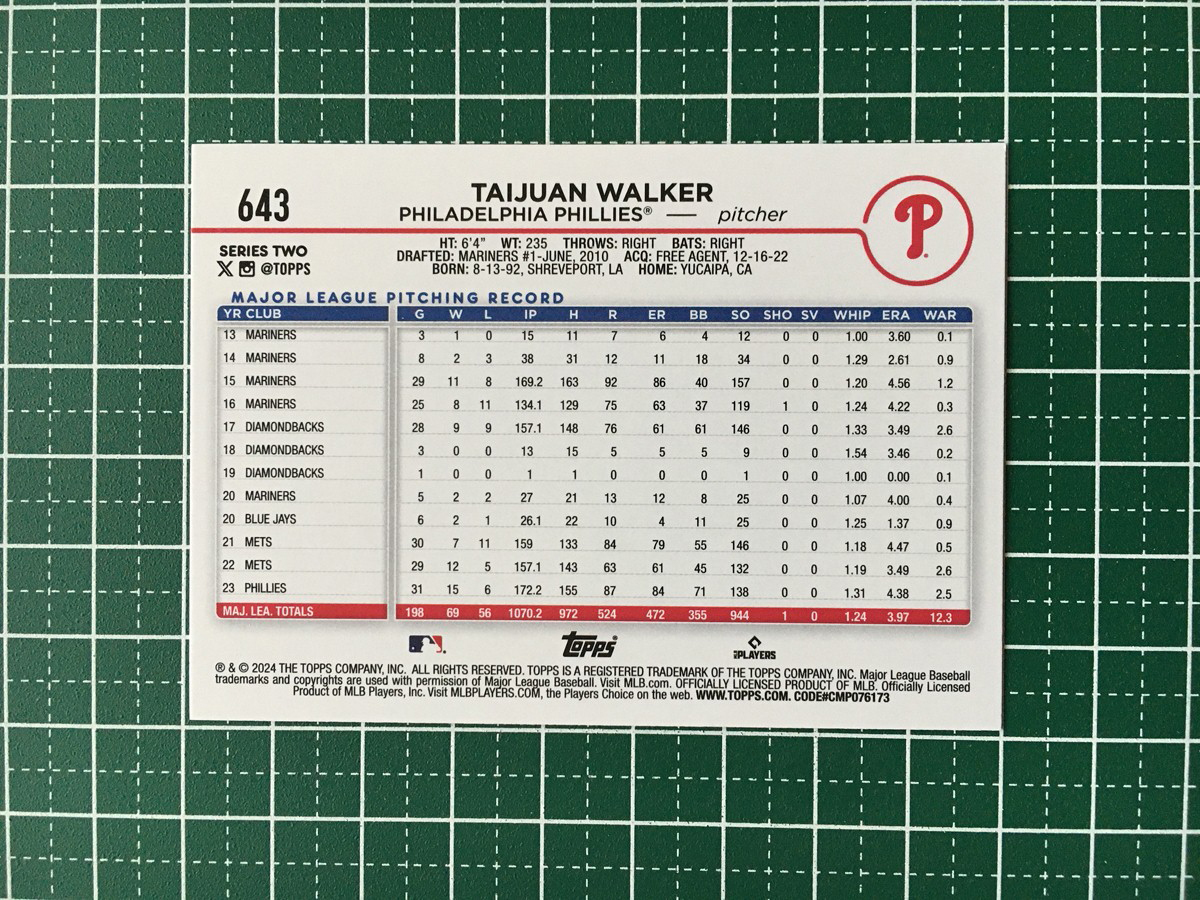 643
TAIJUAN WALKER
PHILADELPHIA PHILLIES® — pitcher
P
SERIES TWO
X @TOPPS
HT: 6'4" WT: 235 THROWS: RIGHT BATS: RIGHT
DRAFTED: MARINERS #1-JUNE, 2010 ACQ: FREE AGENT, 12-16-22
BORN: 8-13-92, SHREVEPORT, LA HOME: YUCAIPA, CA
MAJOR LEAGUE PITCHING RECORD
YR CLUB G W L IP H R ER BB SO SHO SV WHIP ERA WAR
13 MARINERS 3 1 0 15 11 7 6 4 12 0 0 1.00 3.60 0.1
14 MARINERS 8 2 3 38 31 12 11 18 34 0 0 1.29 2.61 0.9
15 MARINERS 29 11 8 169.2 163 92 86 40 157 0 0 1.20 4.56 1.2
16 MARINERS 25 8 11 134.1 129 75 63 37 119 1 0 1.24 4.22 0.3
17 DIAMONDBACKS 28 9 9 157.1 148 76 61 61 146 0 0 1.33 3.49 2.6
18 DIAMONDBACKS 3 0 0 13 15 5 5 5 9 0 0 1.54 3.46 0.2
19 DIAMONDBACKS 1 0 0 1 1 0 0 0 1 0 0 1.00 0.00 0.1
20 MARINERS 5 2 2 27 21 13 12 8 25 0 0 1.07 4.00 0.4
20 BLUE JAYS 6 2 1 26.1 22 10 4 11 25 0 0 1.25 1.37 0.9
21 METS 30 7 11 159 133 84 79 55 146 0 0 1.18 4.47 0.5
22 METS 29 12 5 157.1 143 63 61 45 132 0 0 1.19 3.49 2.6
23 PHILLIES 31 15 6 172.2 155 87 84 71 138 0 0 1.31 4.38 2.5
MAJ. LEA. TOTALS 198 69 56 1070.2 972 524 472 355 944 1 0 1.24 3.97 12.3
topps® MLB PLAYERS
® & © 2024 THE TOPPS COMPANY, INC. ALL RIGHTS RESERVED. TOPPS IS A REGISTERED TRADEMARK OF THE TOPPS COMPANY, INC. Major League Baseball
trademarks and copyrights are used with permission of Major League Baseball. Visit MLB.com. OFFICIALLY LICENSED PRODUCT OF MLB. Officially Licensed
Product of MLB Players, Inc. Visit MLBPLAYERS.COM, the Players Choice on the web. WWW.TOPPS.COM. CODE#CMP076173